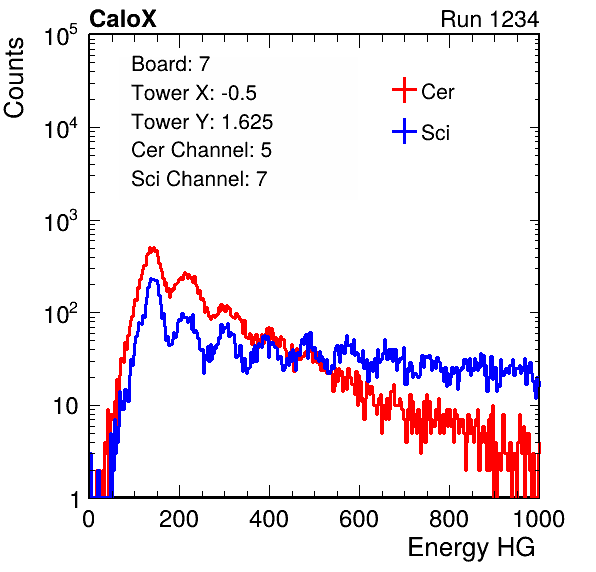 CaloX Run 1234
Counts
10^5
10^4
10^3
10^2
10
1
Board: 7
Tower X: -0.5
Tower Y: 1.625
Cer Channel: 5
Sci Channel: 7
Cer
Sci
0 200 400 600 800 1000
Energy HG